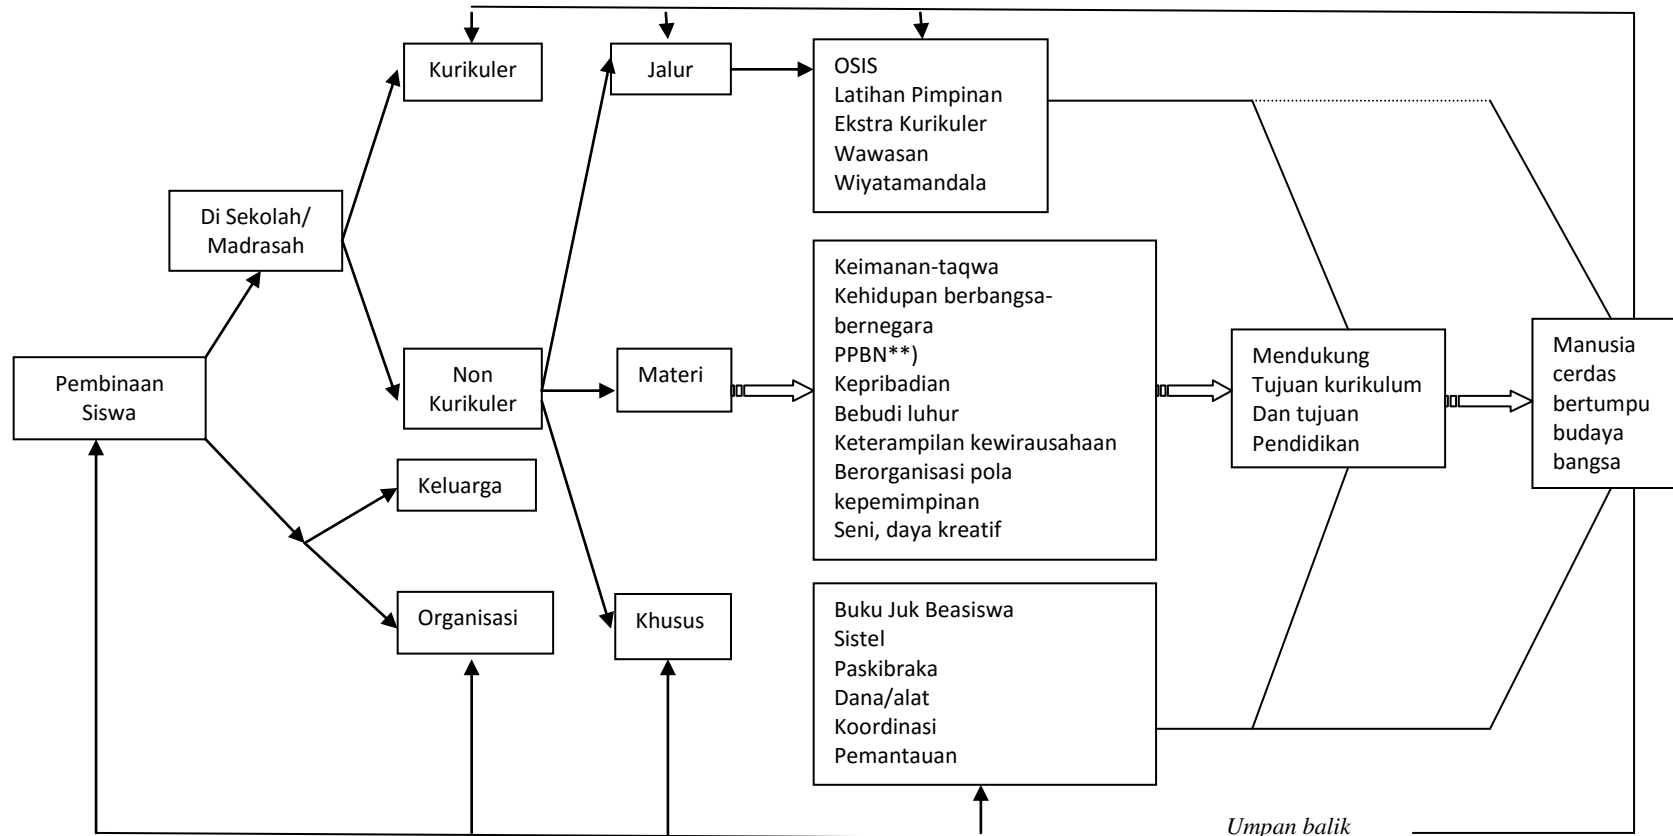 Kurikuler
Jalur
OSIS
Latihan Pimpinan
Ekstra Kurikuler
Wawasan
Wiyatamandala
Di Sekolah/
Madrasah
Keimanan-taqwa
Kehidupan berbangsa-
bernegara
PPBN**)
Kepribadian
Bebudi luhur
Keterampilan kewirausahaan
Berorganisasi pola
kepemimpinan
Seni, daya kreatif
Pembinaan
Siswa
Non
Kurikuler
Materi
Mendukung
Tujuan kurikulum
Dan tujuan
Pendidikan
Manusia
cerdas
bertumpu
budaya
bangsa
Keluarga
Organisasi
Khusus
Buku Juk Beasiswa
Sistel
Paskibraka
Dana/alat
Koordinasi
Pemantauan
Umpan balik